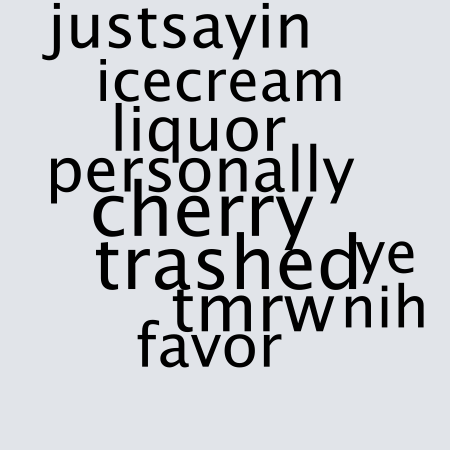 justsayin
icecream
liquor
personally
cherry
trashed ye
tmrw nih
favor